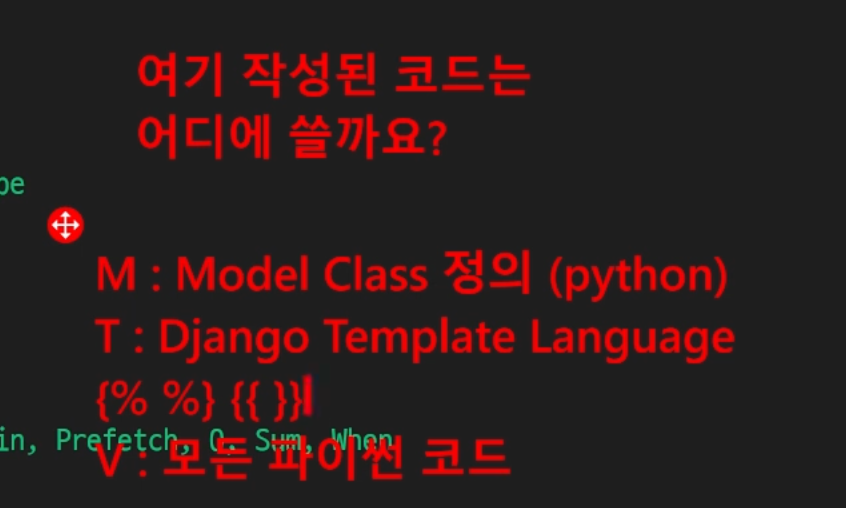 여기 작성된 코드는
어디에 쓸까요?
pe
M : Model Class 정의 (python)
T : Django Template Language
{% %} {{ }}
in, Prefetch, Q, Sum, When
V : 모든 파이썬 코드